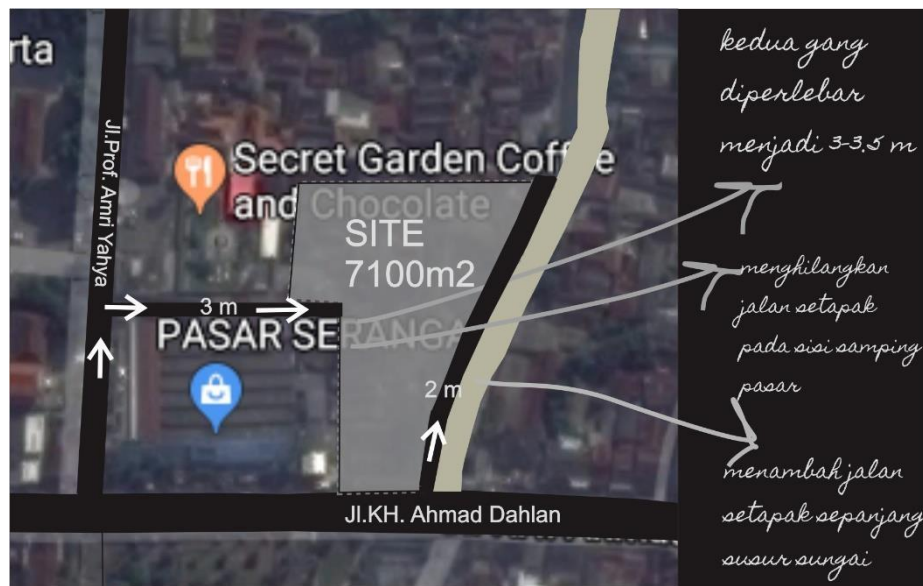 rta
Jl.Prof. Amri Yahya
Secret Garden Coffee
and Chocolate
SITE
7100m2
3 m
PASAR SERANGA
2 m
Jl.KH. Ahmad Dahlan
kedua gang
diperlebar
menjadi 3-3.5 m
menghilangkan
jalan setapak
pada sisi samping
pasar
menambah jalan
setapak sepanjang
susur sungai